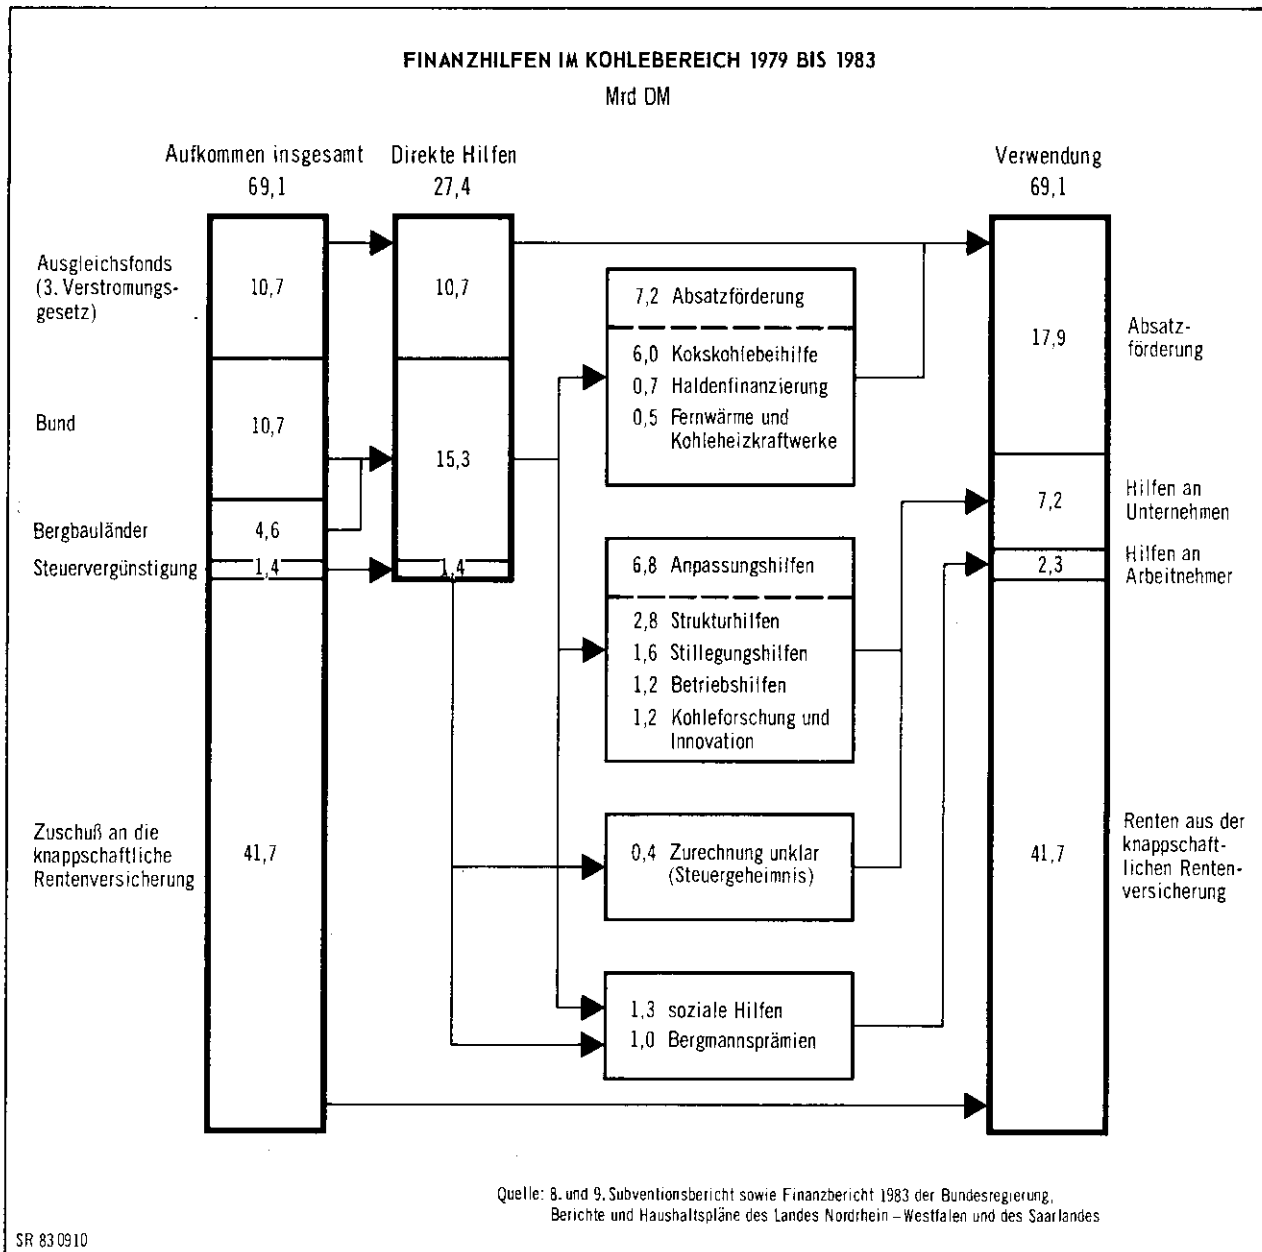 FINANZHILFEN IM KOHLEBEREICH 1979 BIS 1983
Mrd DM
Aufkommen insgesamt
69,1
Direkte Hilfen
27,4
Verwendung
69,1
Ausgleichsfonds
(3. Verstromungs-
gesetz)
10,7
10,7
7,2 Absatzförderung
6,0 Kokskohlebeihilfe
0,7 Haldenfinanzierung
0,5 Fernwärme und
Kohleheizkraftwerke
17,9
Absatz-
förderung
Bund
10,7
15,3
Bergbauländer
4,6
Steuervergünstigung
1,4
1,4
7,2
Hilfen an
Unternehmen
2,3
Hilfen an
Arbeitnehmer
6,8 Anpassungshilfen
2,8 Strukturhilfen
1,6 Stillegungshilfen
1,2 Betriebshilfen
1,2 Kohleforschung und
Innovation
Zuschuß an die
knappschaftliche
Rentenversicherung
41,7
0,4 Zurechnung unklar
(Steuergeheimnis)
41,7
Renten aus der
knappschaft-
lichen Renten-
versicherung
1,3 soziale Hilfen
1,0 Bergmannsprämien
Quelle: 8. und 9. Subventionsbericht sowie Finanzbericht 1983 der Bundesregierung,
Berichte und Haushaltspläne des Landes Nordrhein – Westfalen und des Saarlandes
SR 83 0910